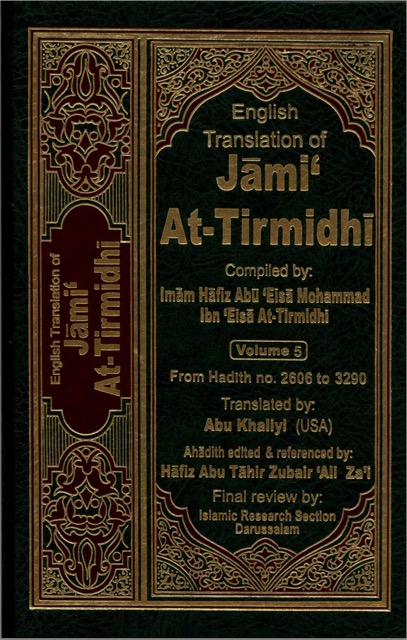 English Translation of
Jāmi‘
At-Tirmidhī
English
Translation of
Jāmi‘
At-Tirmidhī
Compiled by:
Imām Hāfiz Abū ‘Eisā Mohammad
Ibn ‘Eisā At-Tirmidhi
Volume 5
From Hadith no. 2606 to 3290
Translated by:
Abu Khaliyl (USA)
Ahādith edited & referenced by:
Hāfiz Abu Tāhir Zubair ‘Ali Za'i
Final review by:
Islamic Research Section
Darussalam